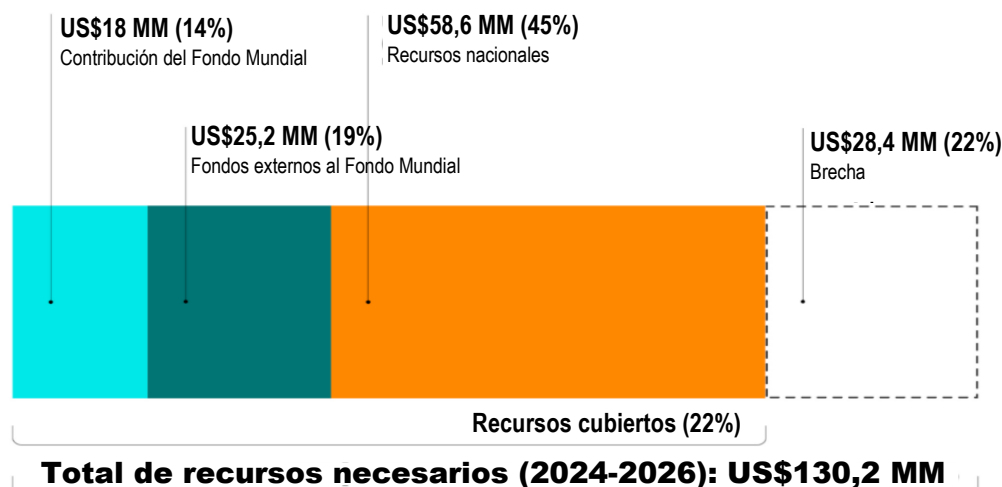 US$18 MM (14%)
Contribución del Fondo Mundial
US$58,6 MM (45%)
Recursos nacionales
US$25,2 MM (19%)
Fondos externos al Fondo Mundial
US$28,4 MM (22%)
Brecha
Recursos cubiertos (22%)
Total de recursos necesarios (2024-2026): US$130,2 MM